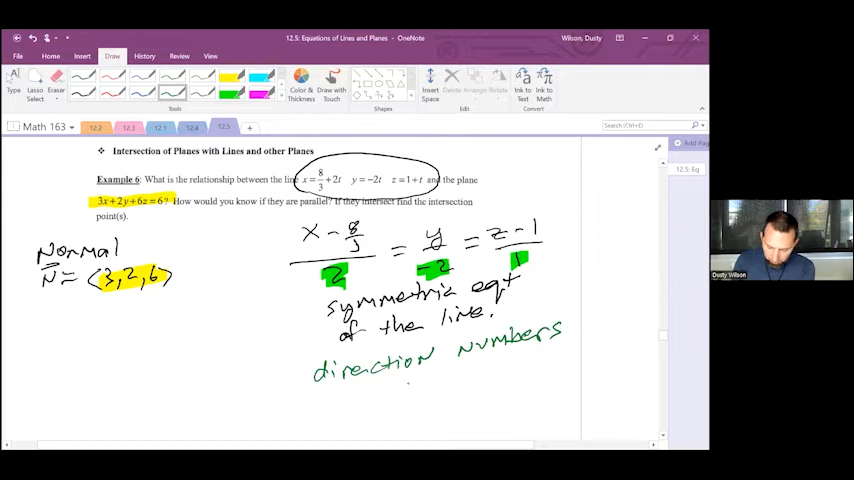 12.5: Equations of Lines and Planes - OneNote
Wilson, Dusty
File Home Insert Draw History Review View
Type
Lasso Select
Eraser
Tools
Color & Thickness
Draw with Touch
Shapes
Insert Space
Delete Arrange Rotate
Edit
Ink to Text
Ink to Math
Convert
Math 163 12.2 12.3 12.1 12.4 12.5 +
Search (Ctrl+E)
Add Page
12.5: Eq
❖ Intersection of Planes with Lines and other Planes
Example 6: What is the relationship between the line x = 8/3 + 2t y = −2t z = 1 + t and the plane
3x + 2y + 6z = 6? How would you know if they are parallel? If they intersect find the intersection
point(s).
Normal
N = <3, 2, 6>
(x - 8/3)/2 = y/-2 = (z - 1)/1
symmetric eqt
of the line.
direction numbers
Dusty Wilson